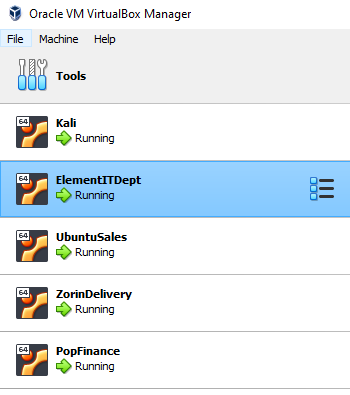 Oracle VM VirtualBox Manager
File Machine Help
Tools
64
Kali
Running
64
ElementITDept
Running
64
UbuntuSales
Running
64
ZorinDelivery
Running
64
PopFinance
Running